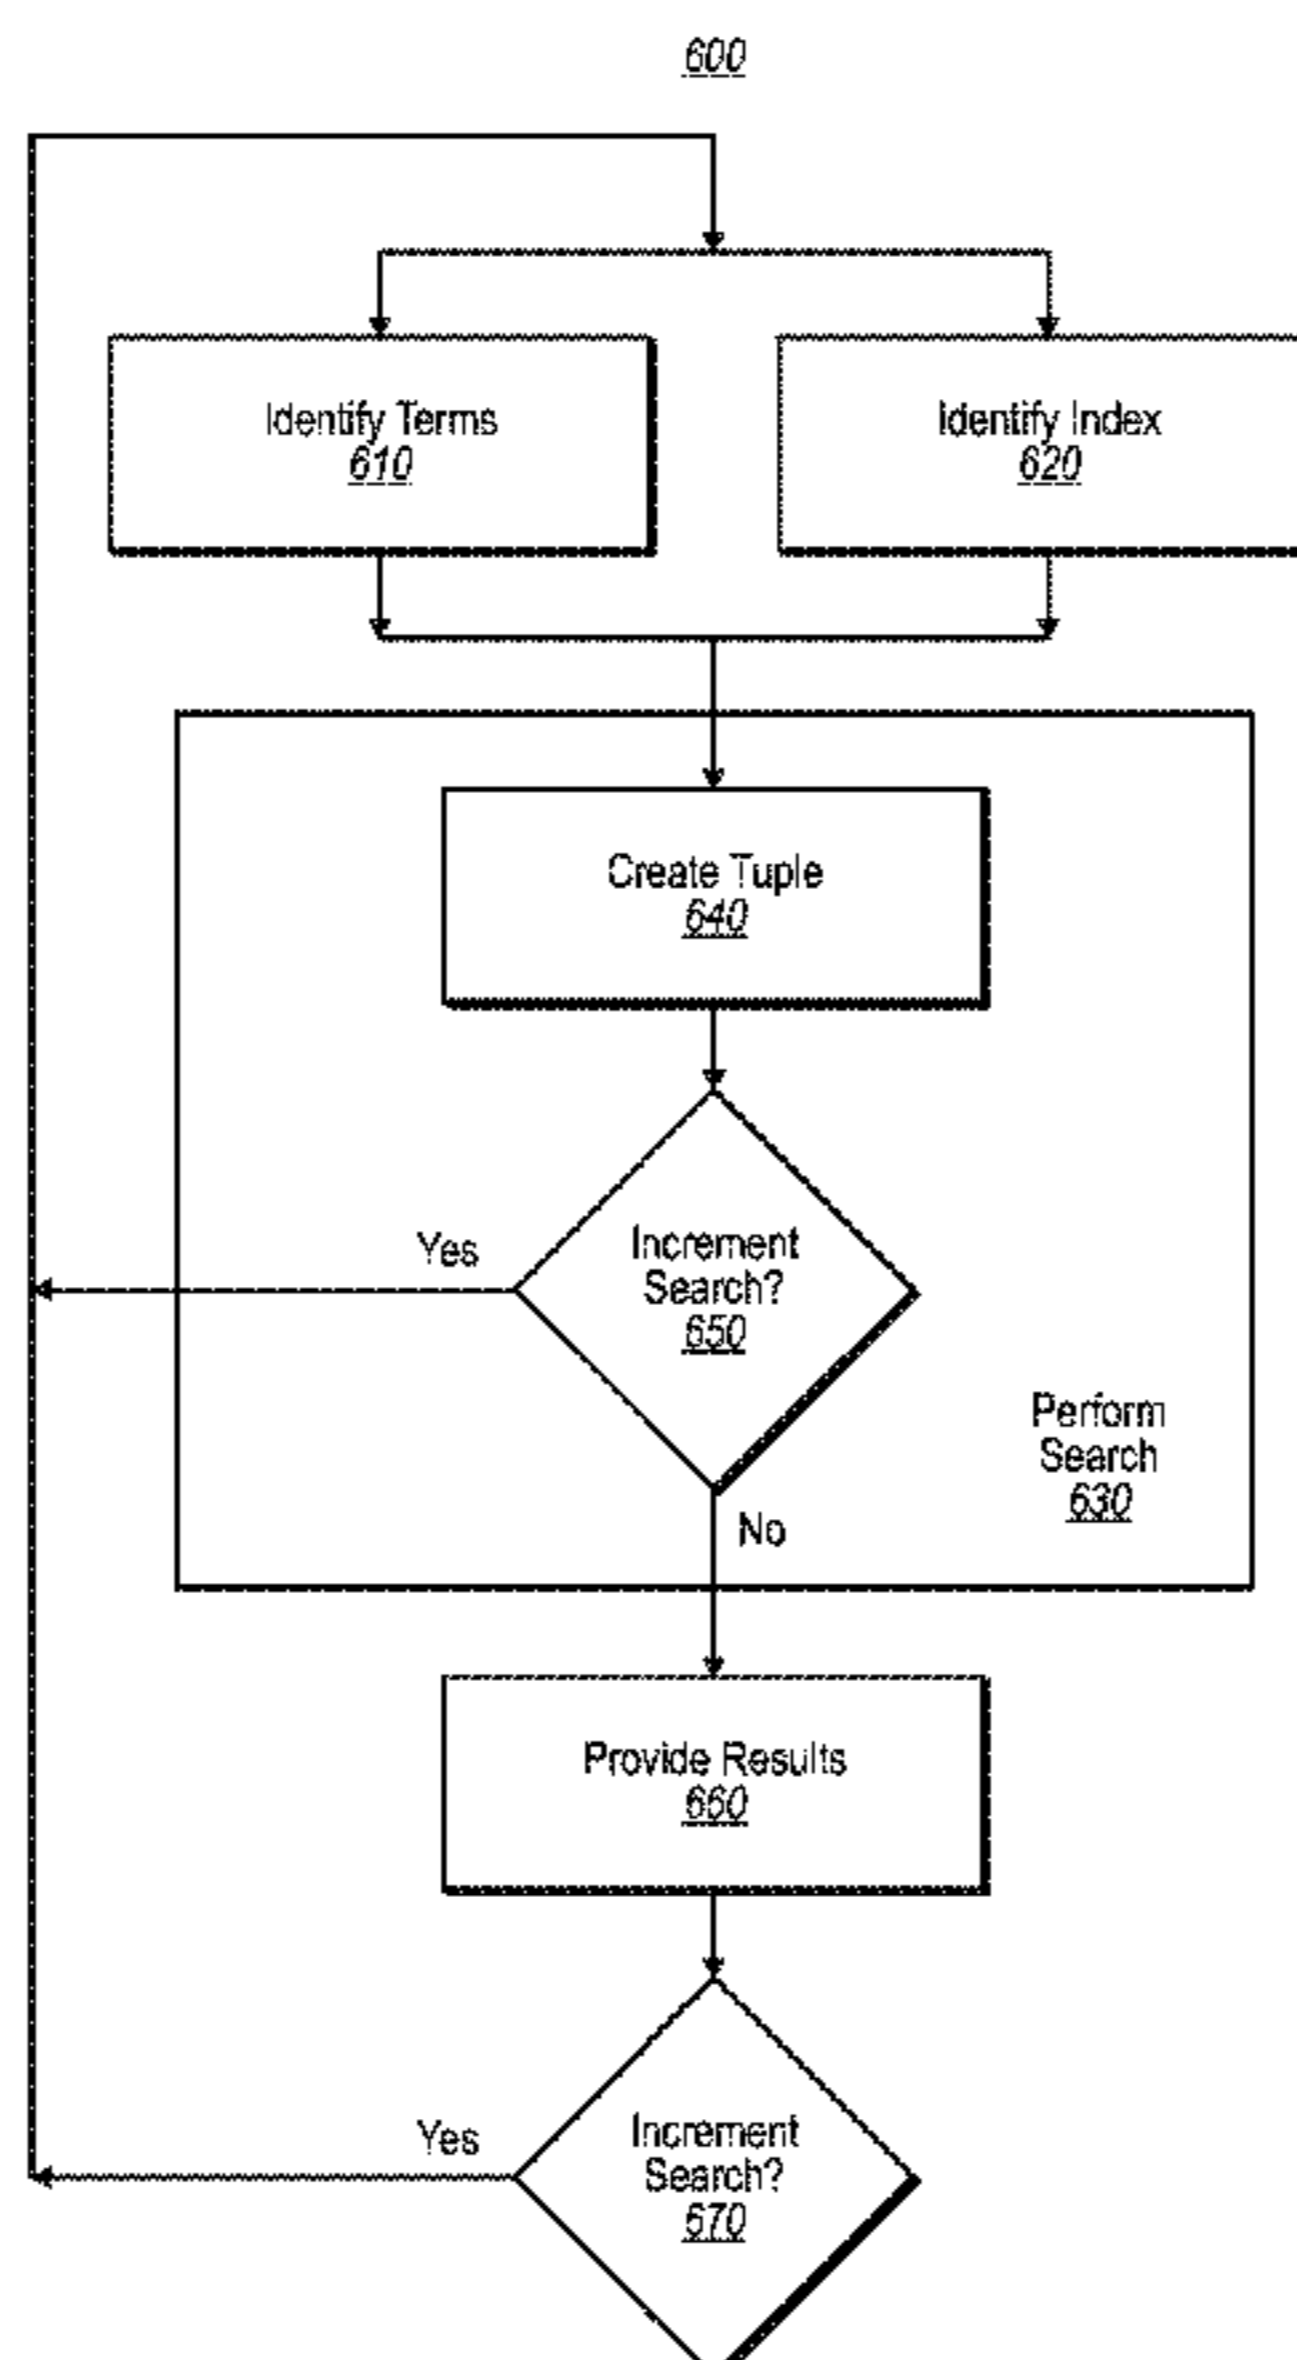 600
Identify Terms
610
Identify Index
620
Create Tuple
640
Yes
Increment
Search?
650
Perform
Search
630
No
Provide Results
660
Yes
Increment
Search?
670